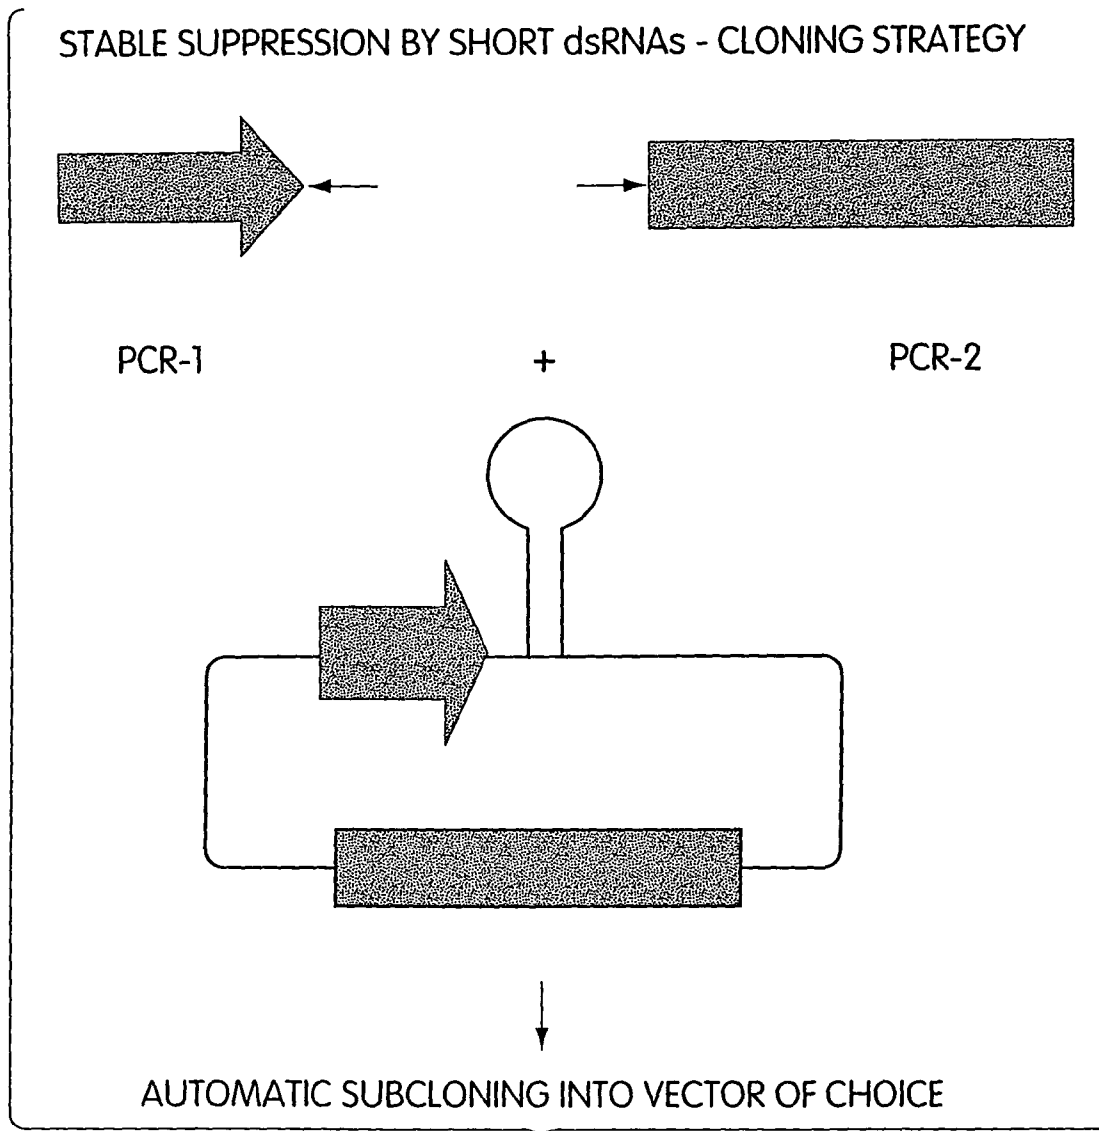 STABLE SUPPRESSION BY SHORT dsRNAs - CLONING STRATEGY
PCR-1 + PCR-2
AUTOMATIC SUBCLONING INTO VECTOR OF CHOICE